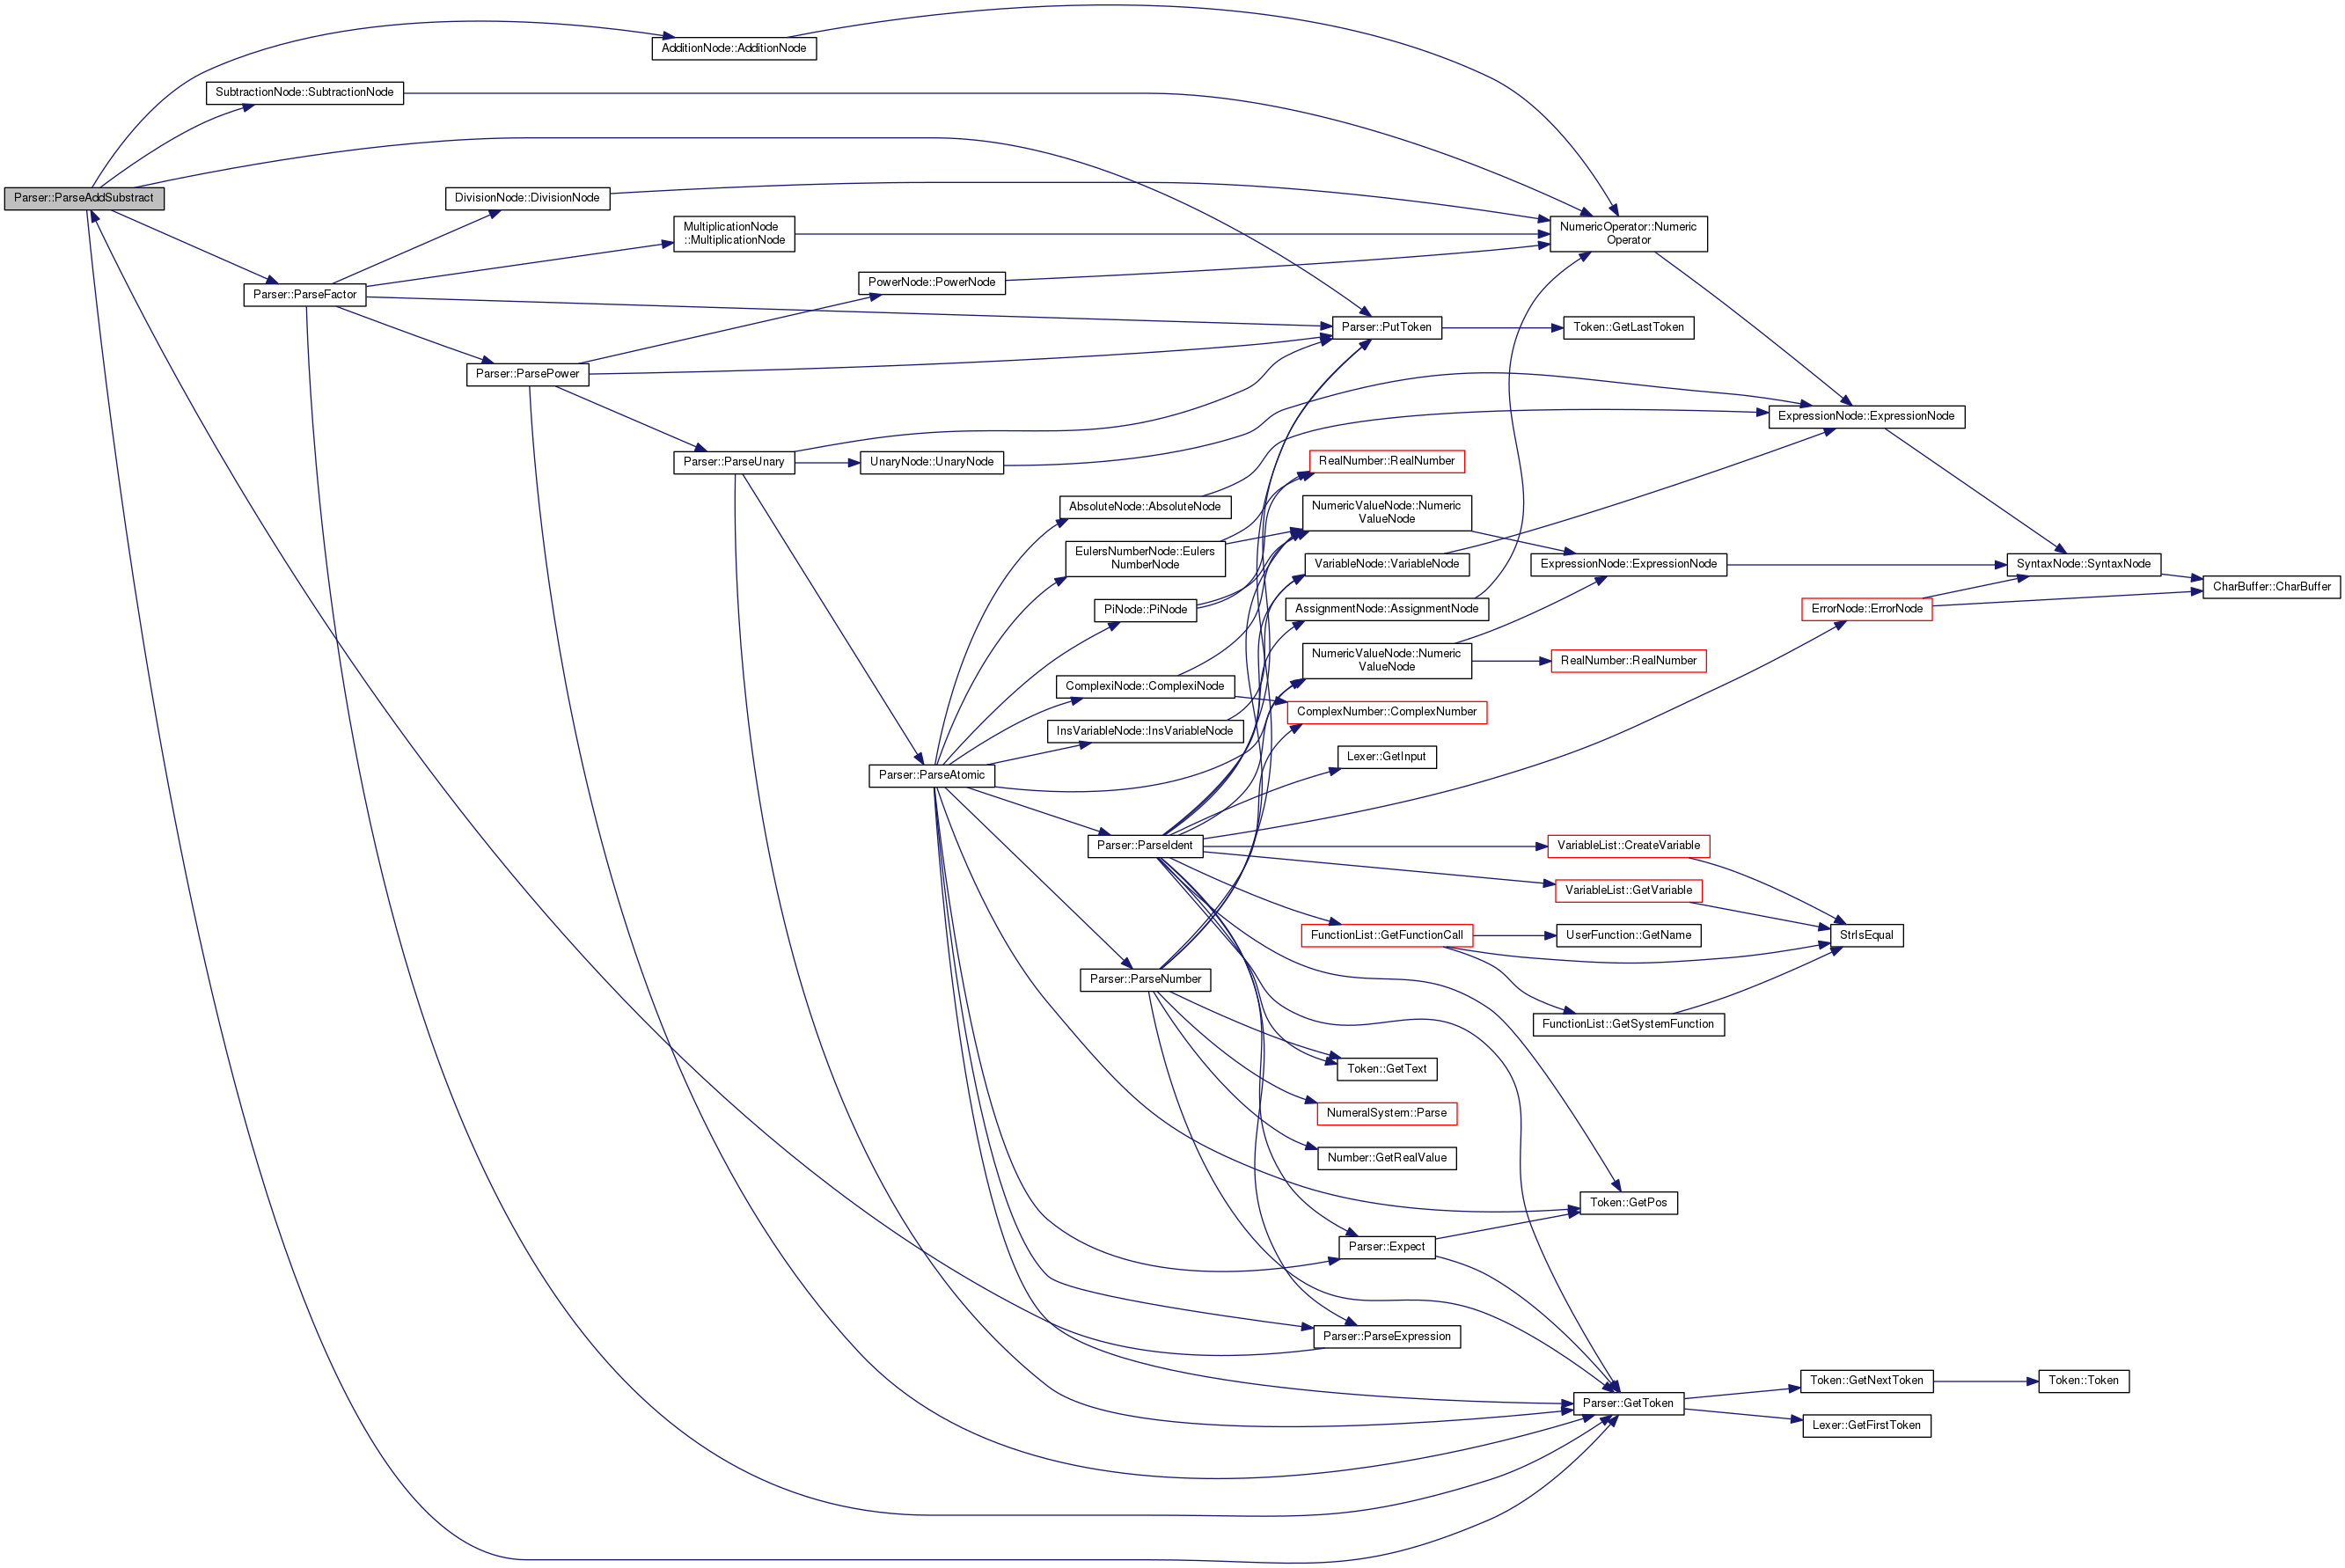 AdditionNode::AdditionNode
SubtractionNode::SubtractionNode
Parser::ParseAddSubstract
DivisionNode::DivisionNode
MultiplicationNode
::MultiplicationNode
NumericOperator::Numeric
Operator
PowerNode::PowerNode
Parser::ParseFactor
Parser::PutToken
Token::GetLastToken
Parser::ParsePower
ExpressionNode::ExpressionNode
Parser::ParseUnary
UnaryNode::UnaryNode
RealNumber::RealNumber
AbsoluteNode::AbsoluteNode
NumericValueNode::Numeric
ValueNode
EulersNumberNode::Eulers
NumberNode
VariableNode::VariableNode
ExpressionNode::ExpressionNode
SyntaxNode::SyntaxNode
CharBuffer::CharBuffer
PiNode::PiNode
AssignmentNode::AssignmentNode
ErrorNode::ErrorNode
NumericValueNode::Numeric
ValueNode
RealNumber::RealNumber
ComplexiNode::ComplexiNode
ComplexNumber::ComplexNumber
InsVariableNode::InsVariableNode
Lexer::GetInput
Parser::ParseAtomic
Parser::ParseIdent
VariableList::CreateVariable
VariableList::GetVariable
FunctionList::GetFunctionCall
UserFunction::GetName
StrIsEqual
Parser::ParseNumber
FunctionList::GetSystemFunction
Token::GetText
NumeralSystem::Parse
Number::GetRealValue
Token::GetPos
Parser::Expect
Parser::ParseExpression
Token::GetNextToken
Token::Token
Parser::GetToken
Lexer::GetFirstToken